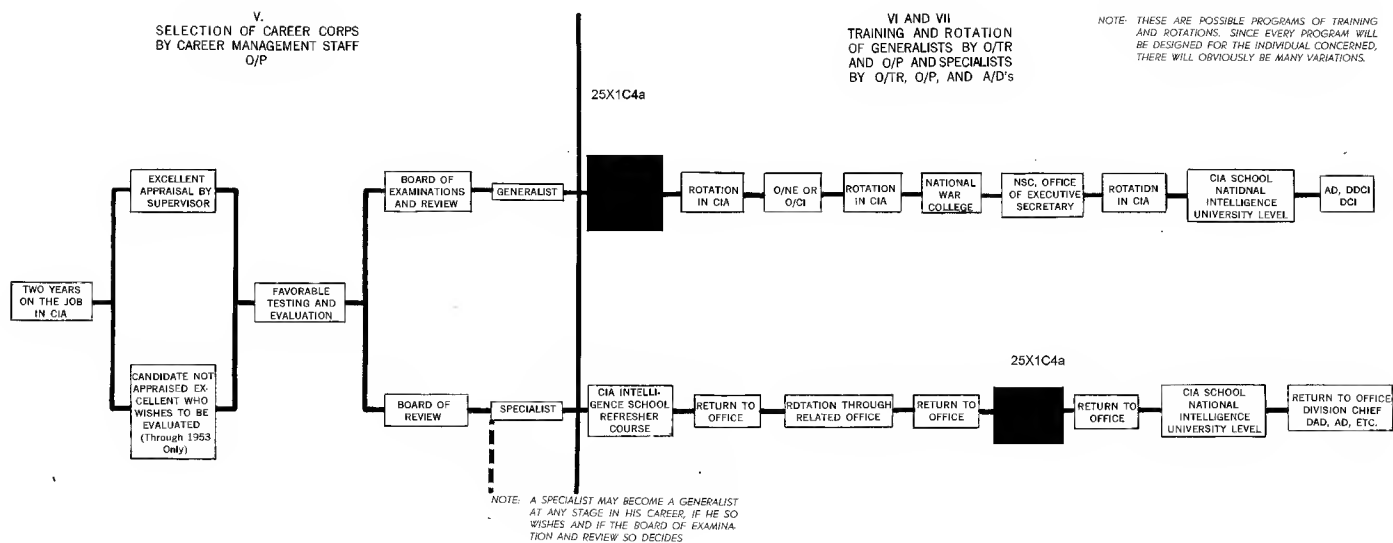 V.
SELECTION OF CAREER CORPS
BY CAREER MANAGEMENT STAFF
O/P
VI AND VII
TRAINING AND ROTATION
OF GENERALISTS BY O/TR
AND O/P AND SPECIALISTS
BY O/TR, O/P, AND A/D's
NOTE: THESE ARE POSSIBLE PROGRAMS OF TRAINING
AND ROTATIONS. SINCE EVERY PROGRAM WILL
BE DESIGNED FOR THE INDIVIDUAL CONCERNED,
THERE WILL OBVIOUSLY BE MANY VARIATIONS.
TWO YEARS
ON THE JOB
IN CIA
EXCELLENT
APPRAISAL BY
SUPERVISOR
CANDIDATE NOT
APPRAISED EX-
CELLENT WHO
WISHES TO BE
EVALUATED
(Through 1953
Only)
FAVORABLE
TESTING AND
EVALUATION
BOARD OF
EXAMINATIONS
AND REVIEW
GENERALIST
25X1C4a
ROTATION
IN CIA
O/NE OR
O/CI
ROTATION
IN CIA
NATIONAL
WAR
COLLEGE
NSC, OFFICE
OF EXECUTIVE
SECRETARY
ROTATION
IN CIA
CIA SCHOOL
NATIONAL
INTELLIGENCE
UNIVERSITY LEVEL
AD, DDCI
DCI
BOARD OF
REVIEW
SPECIALIST
CIA INTELLI-
GENCE SCHOOL
REFRESHER
COURSE
RETURN TO
OFFICE
ROTATION THROUGH
RELATED OFFICE
RETURN TO
OFFICE
25X1C4a
RETURN TO
OFFICE
CIA SCHOOL
NATIONAL
INTELLIGENCE
UNIVERSITY LEVEL
RETURN TO OFFICE
DIVISION CHIEF
DAD, AD, ETC.
NOTE: A SPECIALIST MAY BECOME A GENERALIST
AT ANY STAGE IN HIS CAREER, IF HE SO
WISHES AND IF THE BOARD OF EXAMINA-
TION AND REVIEW SO DECIDES